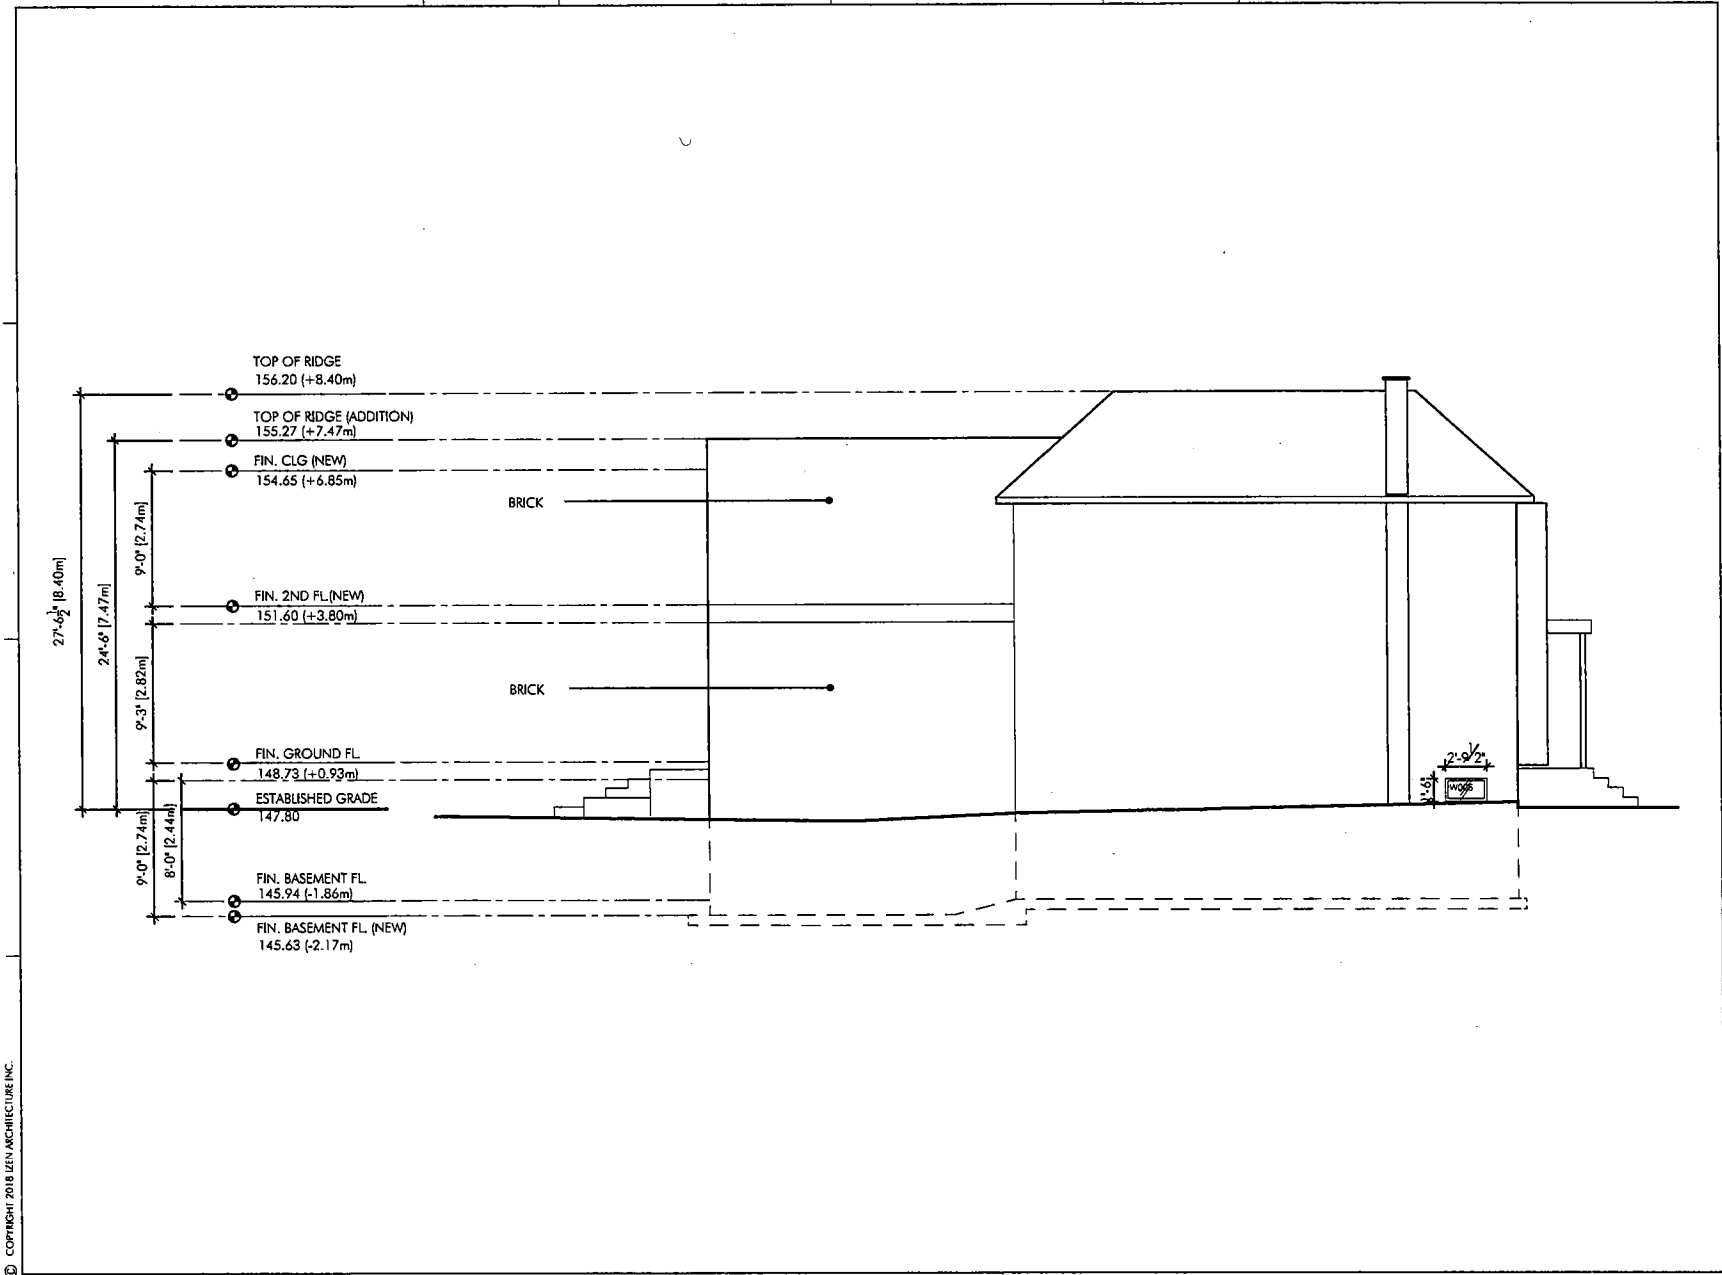 TOP OF RIDGE
156.20 (+8.40m)
TOP OF RIDGE (ADDITION)
155.27 (+7.47m)
FIN. CLG (NEW)
154.65 (+6.85m)
BRICK
9'-0" [2.74m]
27'-6½" [8.40m]
24'-6" [7.47m]
FIN. 2ND FL.(NEW)
151.60 (+3.80m)
9'-3" [2.82m]
BRICK
FIN. GROUND FL.
148.73 (+0.93m)
ESTABLISHED GRADE
147.80
2'-9½"
1'-6"
9'-0" [2.74m]
8'-0" [2.44m]
FIN. BASEMENT FL.
145.94 (-1.86m)
FIN. BASEMENT FL. (NEW)
145.63 (-2.17m)
© COPYRIGHT 2018 IZEN ARCHITECTURE INC.